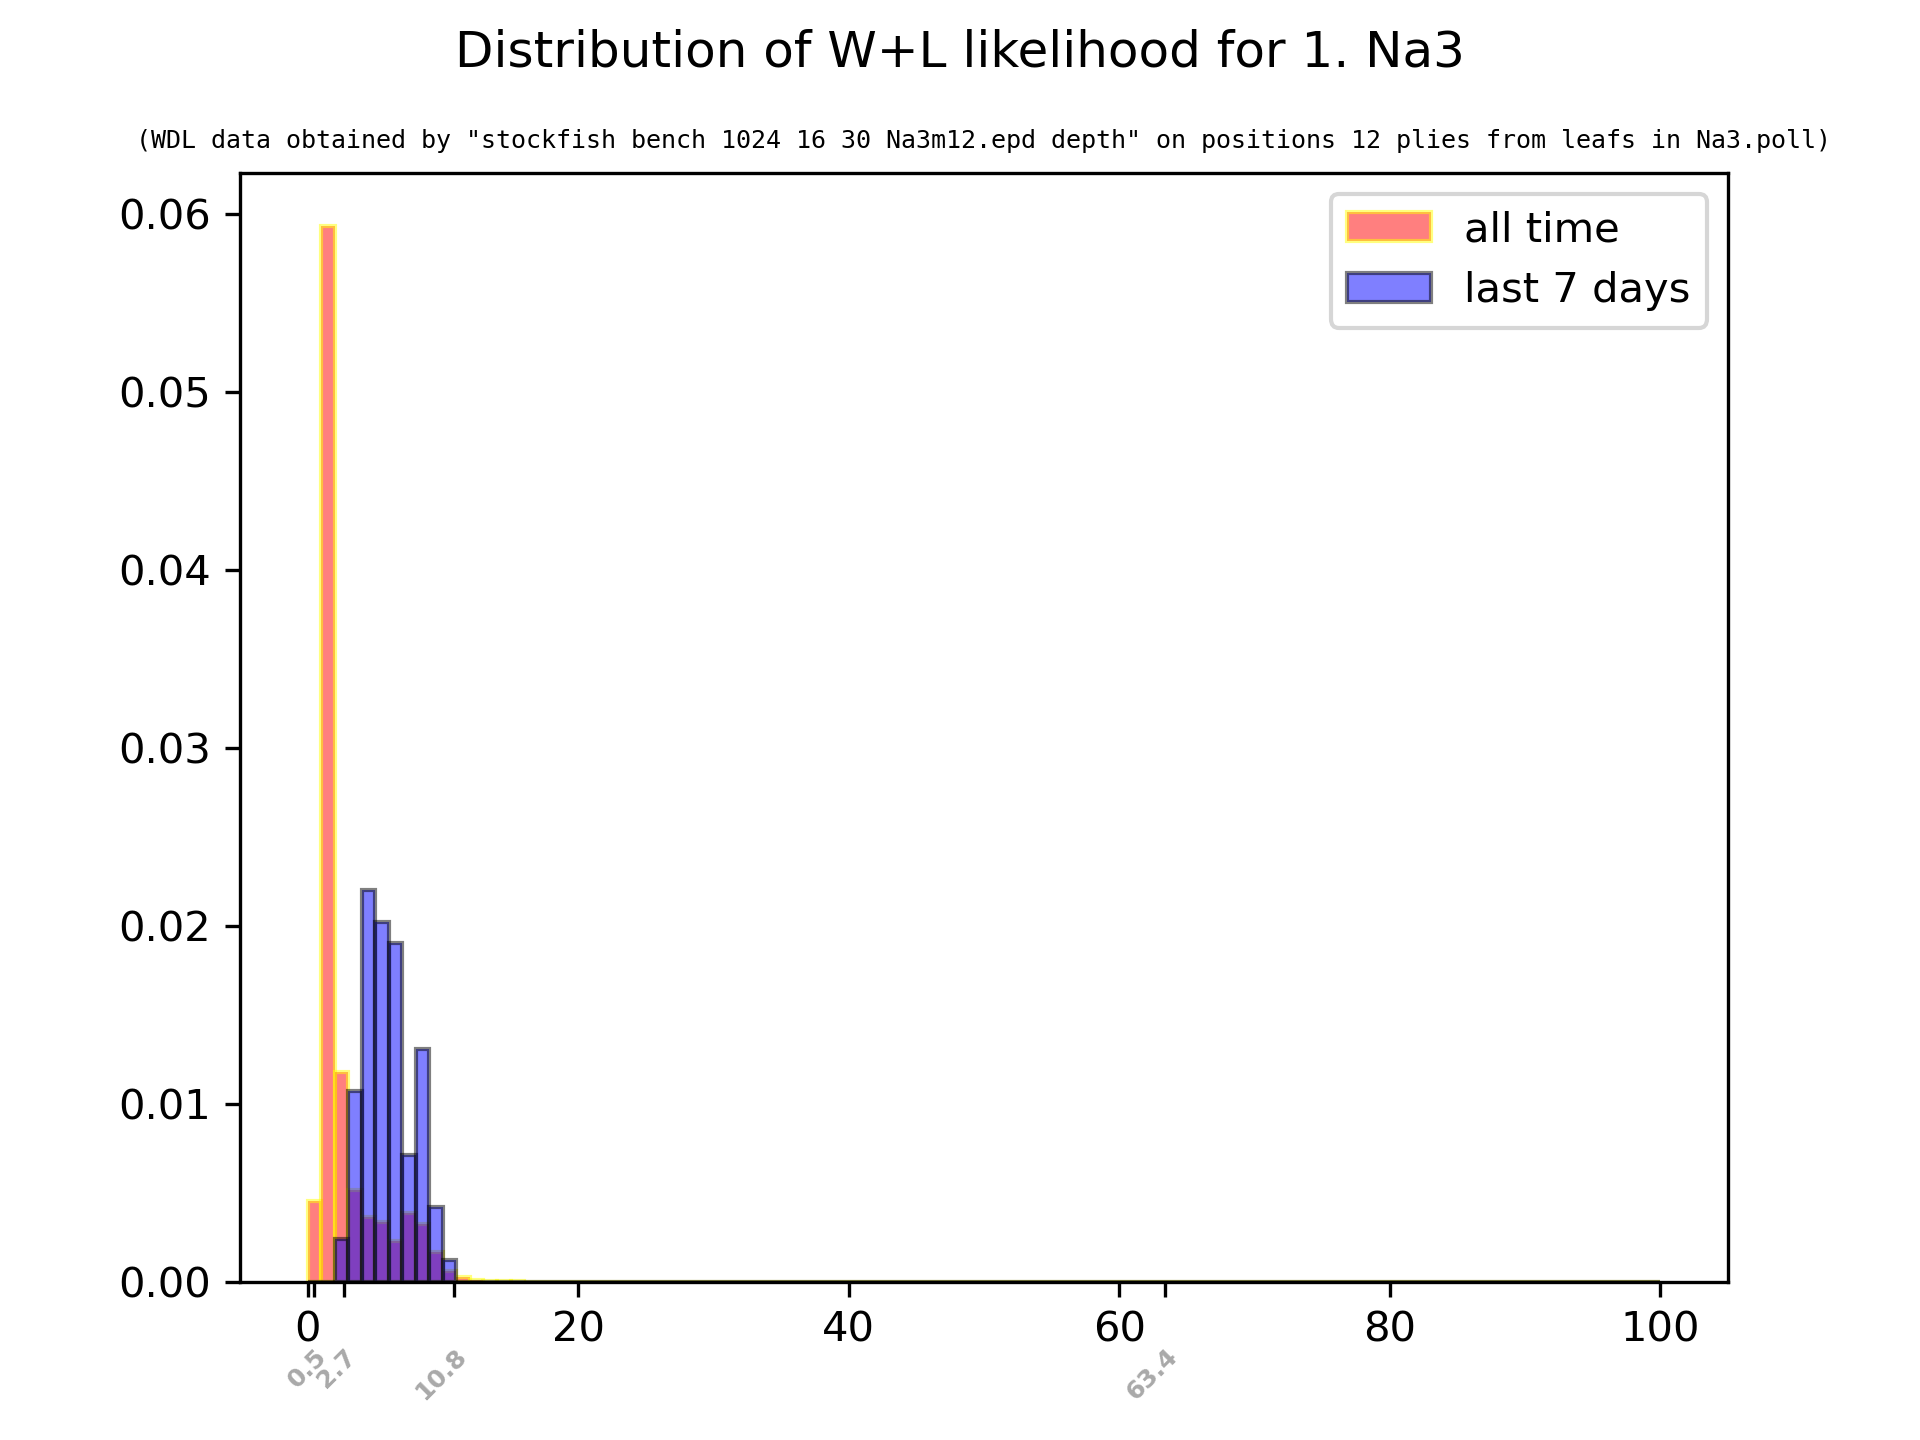 Distribution of W+L likelihood for 1. Na3
(WDL data obtained by "stockfish bench 1024 16 30 Na3m12.epd depth" on positions 12 plies from leafs in Na3.poll)
all time
last 7 days
0.06
0.05
0.04
0.03
0.02
0.01
0.00
0 20 40 60 80 100
0.5 2.7 10.8 63.4